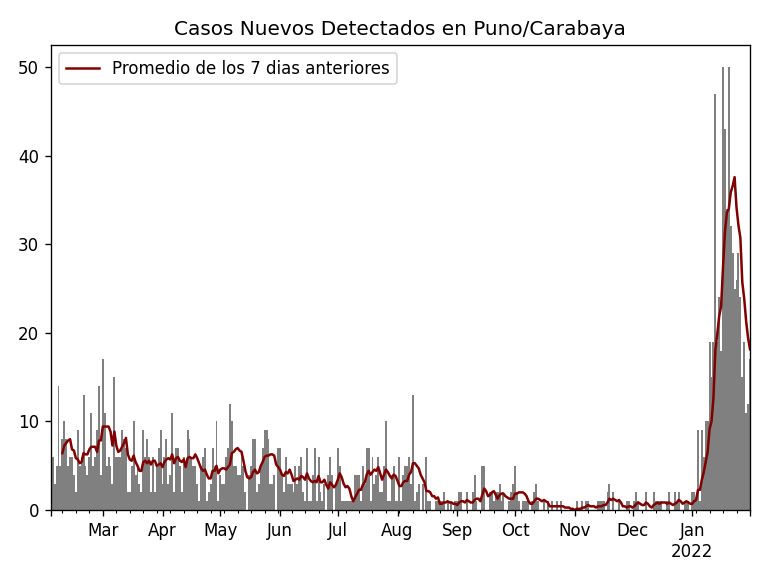 Casos Nuevos Detectados en Puno/Carabaya
Promedio de los 7 dias anteriores
50
40
30
20
10
0
Mar Apr May Jun Jul Aug Sep Oct Nov Dec Jan
2022